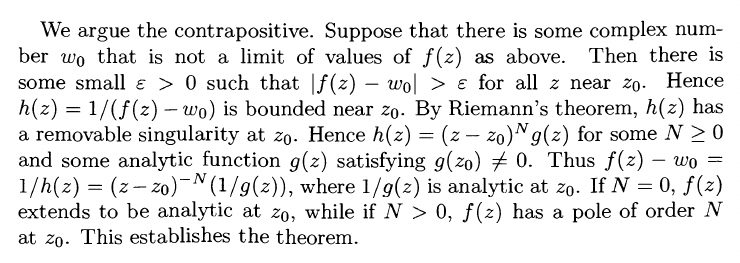 We argue the contrapositive. Suppose that there is some complex num-
ber w₀ that is not a limit of values of f(z) as above. Then there is
some small ε > 0 such that |f(z) − w₀| > ε for all z near z₀. Hence
h(z) = 1/(f(z) − w₀) is bounded near z₀. By Riemann's theorem, h(z) has
a removable singularity at z₀. Hence h(z) = (z − z₀)ᴺg(z) for some N ≥ 0
and some analytic function g(z) satisfying g(z₀) ≠ 0. Thus f(z) − w₀ =
1/h(z) = (z − z₀)⁻ᴺ(1/g(z)), where 1/g(z) is analytic at z₀. If N = 0, f(z)
extends to be analytic at z₀, while if N > 0, f(z) has a pole of order N
at z₀. This establishes the theorem.